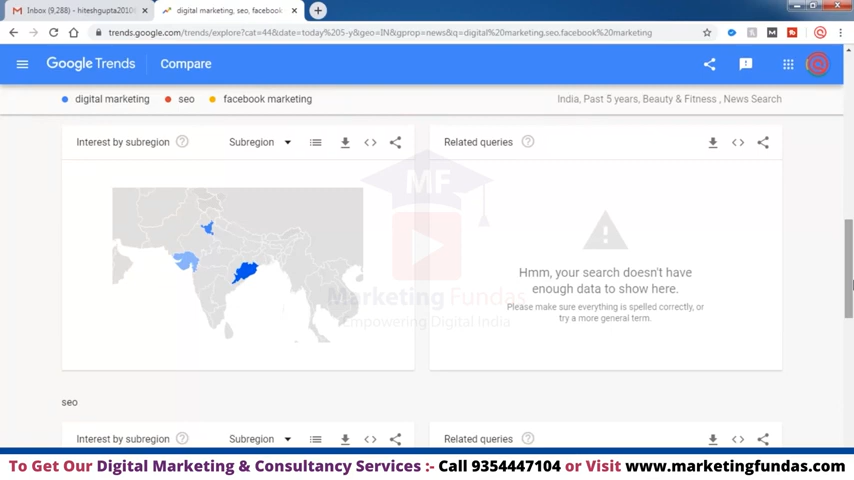 Inbox (9,288) - hiteshgupta2010
digital marketing, seo, facebook
trends.google.com/trends/explore?cat=44&date=today%205-y&geo=IN&gprop=news&q=digital%20marketing,seo,facebook%20marketing
Google Trends Compare
digital marketing seo facebook marketing India, Past 5 years, Beauty & Fitness , News Search
Interest by subregion Subregion Related queries
MF
Hmm, your search doesn't have
enough data to show here.
Please make sure everything is spelled correctly, or
try a more general term.
Marketing Fundas
Empowering Digital India
seo
Interest by subregion Subregion Related queries
To Get Our Digital Marketing & Consultancy Services :- Call 9354447104 or Visit www.marketingfundas.com